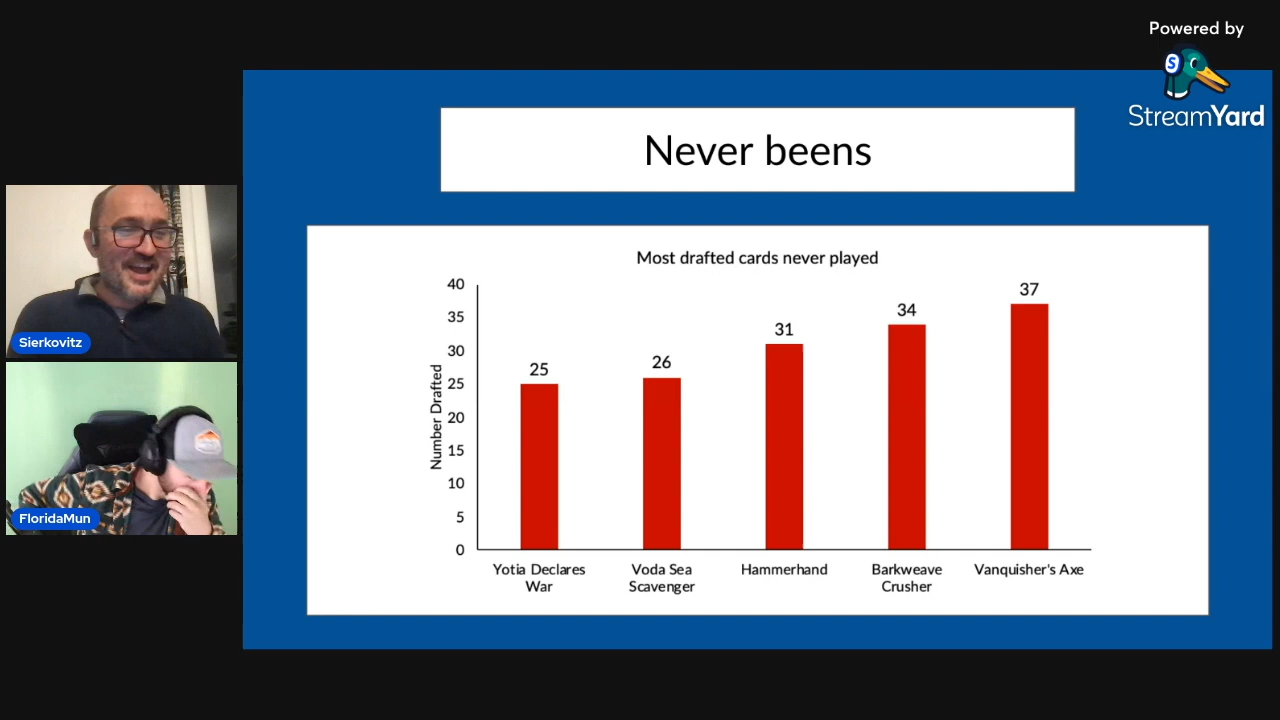 Powered by
S
StreamYard
Never beens
Most drafted cards never played
Number Drafted
40
35
30
25
20
15
10
5
0
25
26
31
34
37
Yotia Declares
War
Voda Sea
Scavenger
Hammerhand
Barkweave
Crusher
Vanquisher's Axe
Sierkovitz
FloridaMun